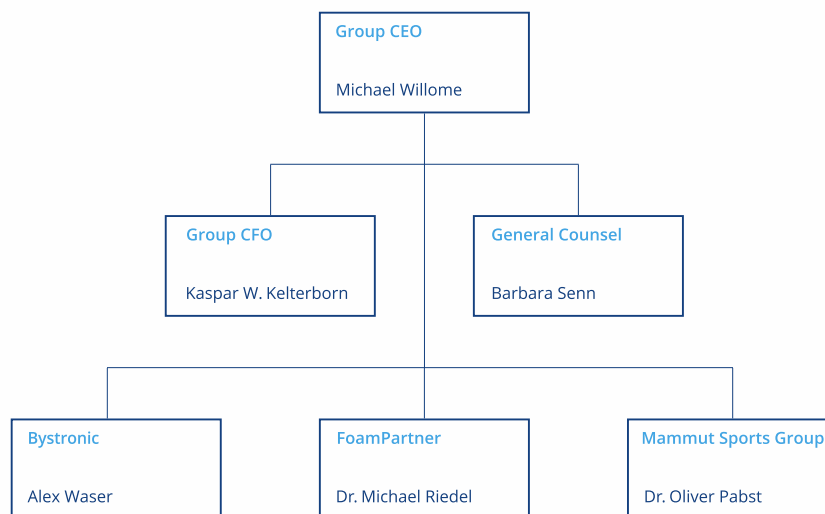 Group CEO
Michael Willome
Group CFO
Kaspar W. Kelterborn
General Counsel
Barbara Senn
Bystronic
Alex Waser
FoamPartner
Dr. Michael Riedel
Mammut Sports Group
Dr. Oliver Pabst